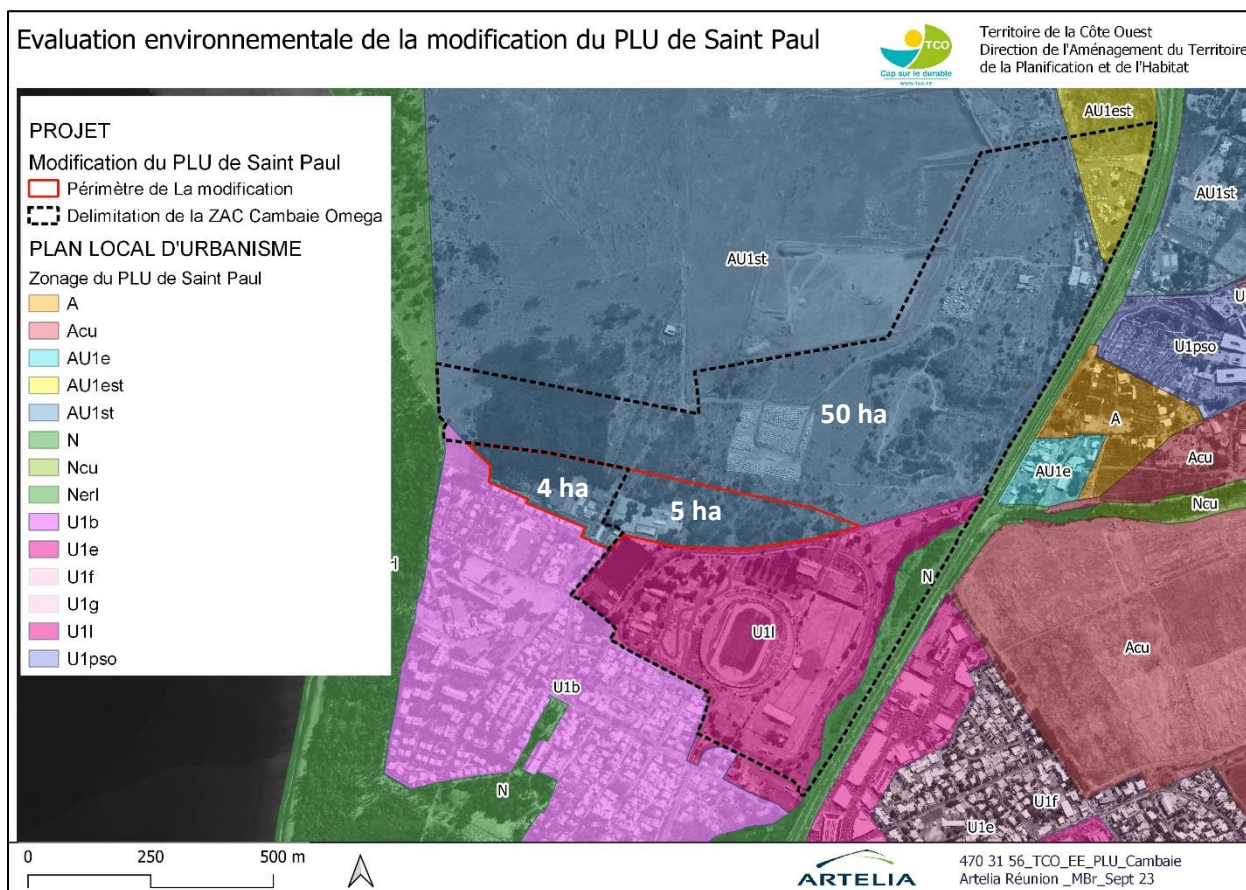 Evaluation environnementale de la modification du PLU de Saint Paul
TCO
Cap sur le durable
www.tco.re
Territoire de la Côte Ouest
Direction de l'Aménagement du Territoire
de la Planification et de l'Habitat
PROJET
Modification du PLU de Saint Paul
Périmètre de La modification
Delimitation de la ZAC Cambaie Omega
PLAN LOCAL D'URBANISME
Zonage du PLU de Saint Paul
A
Acu
AU1e
AU1est
AU1st
N
Ncu
Nerl
U1b
U1e
U1f
U1g
U1l
U1pso
AU1est
AU1st
AU1st
U1pso
50 ha
A
AU1e
Acu
Ncu
4 ha
5 ha
N
U1l
Acu
U1b
N
U1f
U1e
0 250 500 m
ARTELIA
470 31 56_TCO_EE_PLU_Cambaie
Artelia Réunion _MBr_Sept 23